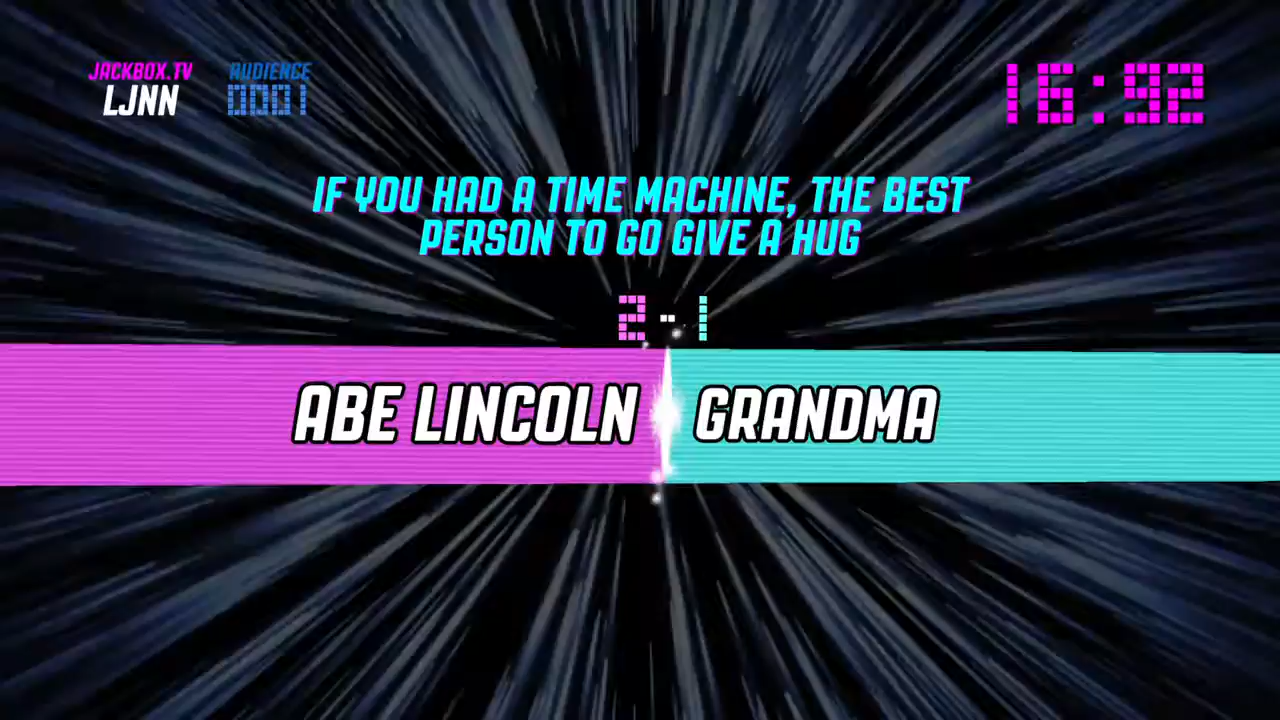 JACKBOX.TV
LJNN
AUDIENCE
0001
16:92
IF YOU HAD A TIME MACHINE, THE BEST
PERSON TO GO GIVE A HUG
2-1
ABE LINCOLN
GRANDMA